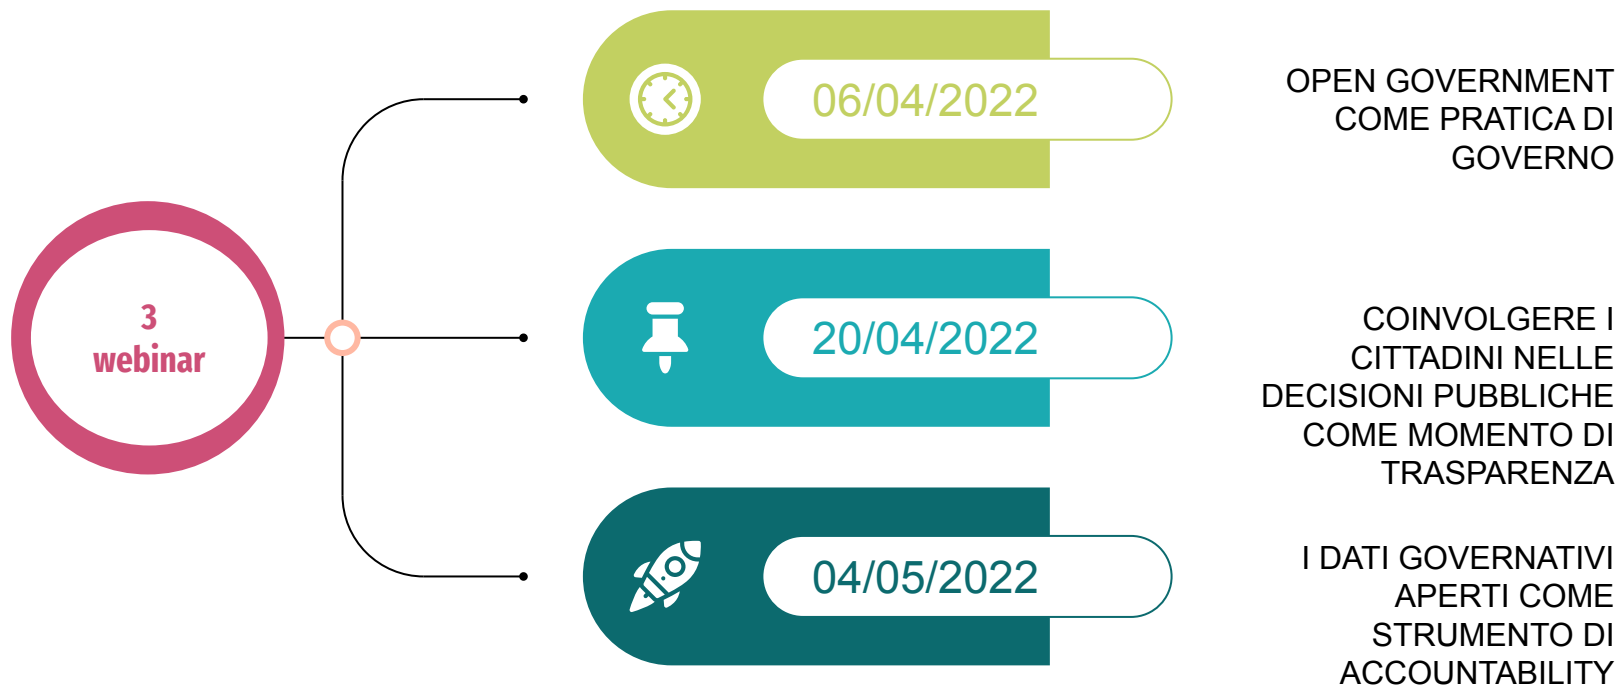 3
webinar
06/04/2022
OPEN GOVERNMENT
COME PRATICA DI
GOVERNO
20/04/2022
COINVOLGERE I
CITTADINI NELLE
DECISIONI PUBBLICHE
COME MOMENTO DI
TRASPARENZA
04/05/2022
I DATI GOVERNATIVI
APERTI COME
STRUMENTO DI
ACCOUNTABILITY